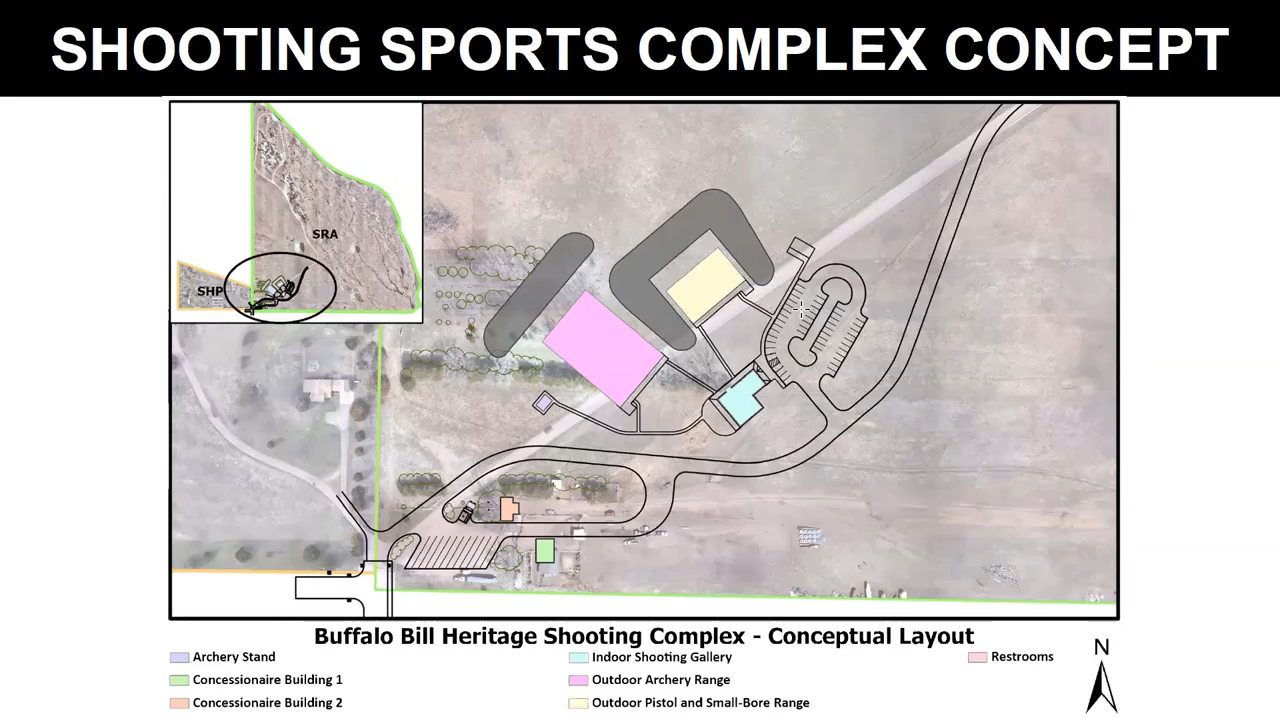 SHOOTING SPORTS COMPLEX CONCEPT
SRA
SHP
Buffalo Bill Heritage Shooting Complex - Conceptual Layout
Archery Stand
Concessionaire Building 1
Concessionaire Building 2
Indoor Shooting Gallery
Outdoor Archery Range
Outdoor Pistol and Small-Bore Range
Restrooms
N